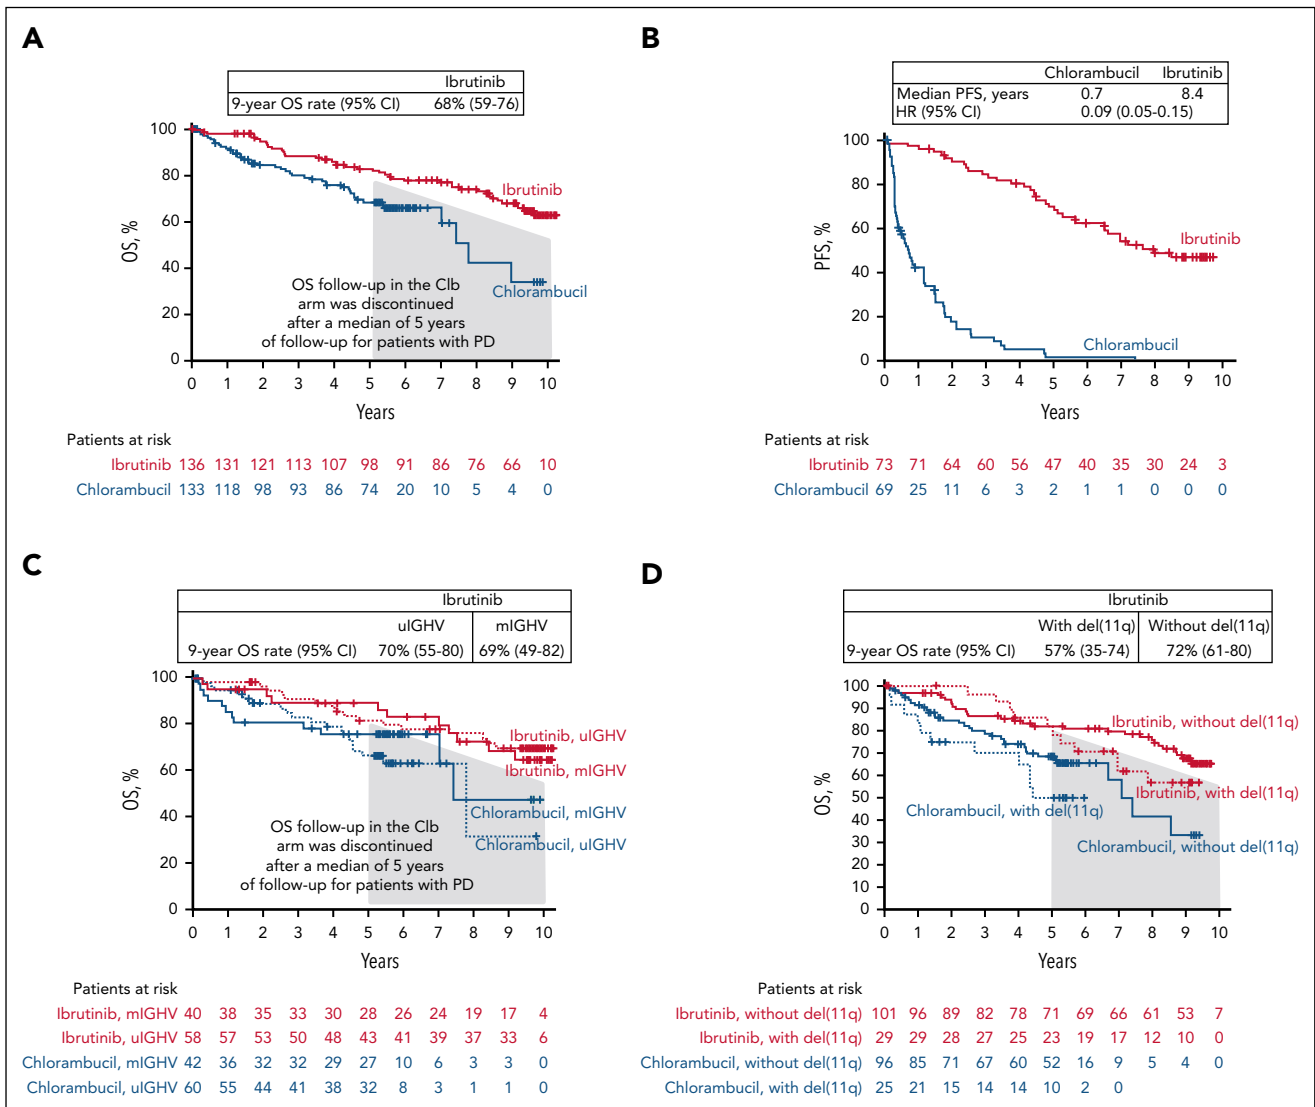 A
Ibrutinib
9-year OS rate (95% CI) 68% (59-76)
100
80
60
40
20
0
OS, %
Ibrutinib
Chlorambucil
OS follow-up in the Clb
arm was discontinued
after a median of 5 years
of follow-up for patients with PD
0 1 2 3 4 5 6 7 8 9 10
Years
Patients at risk
Ibrutinib 136 131 121 113 107 98 91 86 76 66 10
Chlorambucil 133 118 98 93 86 74 20 10 5 4 0
B
Chlorambucil Ibrutinib
Median PFS, years 0.7 8.4
HR (95% CI) 0.09 (0.05-0.15)
100
80
60
40
20
0
PFS, %
Ibrutinib
Chlorambucil
0 1 2 3 4 5 6 7 8 9 10
Years
Patients at risk
Ibrutinib 73 71 64 60 56 47 40 35 30 24 3
Chlorambucil 69 25 11 6 3 2 1 1 0 0 0
C
Ibrutinib
uIGHV mIGHV
9-year OS rate (95% CI) 70% (55-80) 69% (49-82)
100
80
60
40
20
0
OS, %
Ibrutinib, uIGHV
Ibrutinib, mIGHV
Chlorambucil, mIGHV
Chlorambucil, uIGHV
OS follow-up in the Clb
arm was discontinued
after a median of 5 years
of follow-up for patients with PD
0 1 2 3 4 5 6 7 8 9 10
Years
Patients at risk
Ibrutinib, mIGHV 40 38 35 33 30 28 26 24 19 17 4
Ibrutinib, uIGHV 58 57 53 50 48 43 41 39 37 33 6
Chlorambucil, mIGHV 42 36 32 32 29 27 10 6 3 3 0
Chlorambucil, uIGHV 60 55 44 41 38 32 8 3 1 1 0
D
Ibrutinib
With del(11q) Without del(11q)
9-year OS rate (95% CI) 57% (35-74) 72% (61-80)
100
90
80
70
60
50
40
30
20
10
0
OS, %
Ibrutinib, without del(11q)
Ibrutinib, with del(11q)
Chlorambucil, with del(11q)
Chlorambucil, without del(11q)
0 1 2 3 4 5 6 7 8 9 10
Years
Patients at risk
Ibrutinib, without del(11q) 101 96 89 82 78 71 69 66 61 53 7
Ibrutinib, with del(11q) 29 29 28 27 25 23 19 17 12 10 0
Chlorambucil, without del(11q) 96 85 71 67 60 52 16 9 5 4 0
Chlorambucil, with del(11q) 25 21 15 14 14 10 2 0